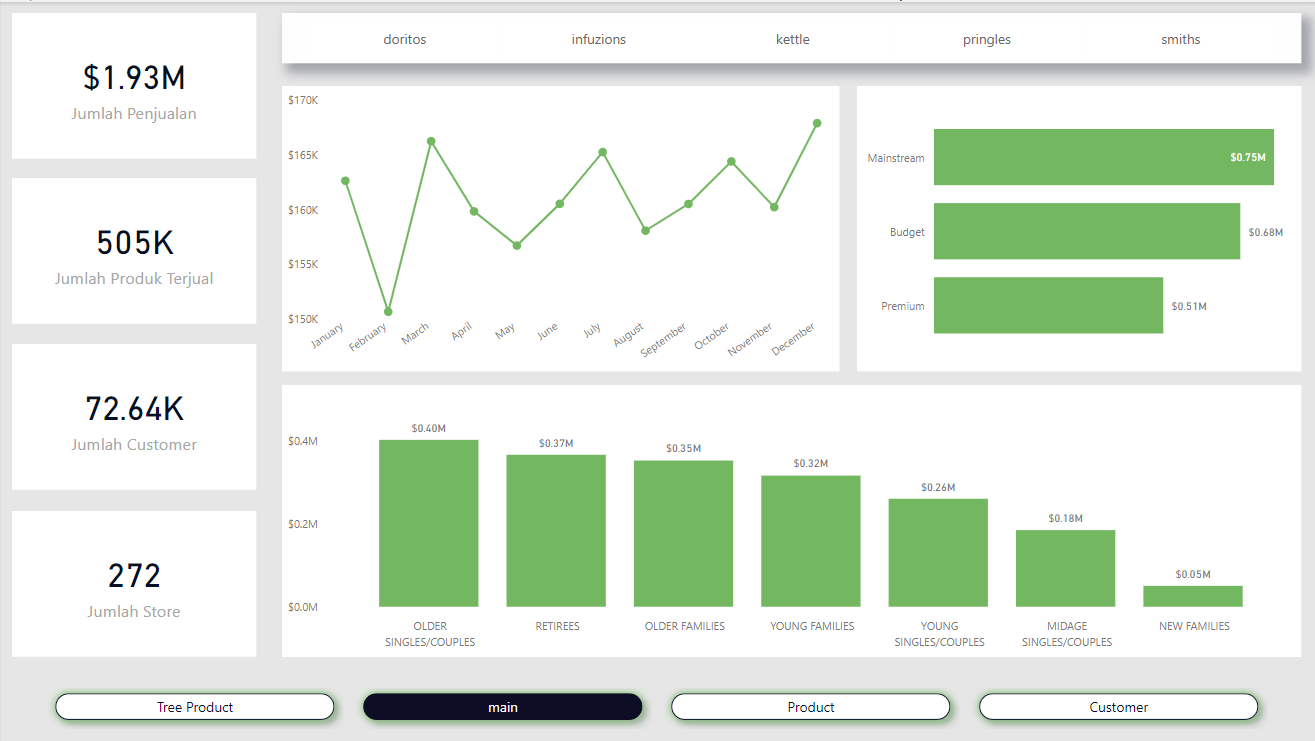 $1.93M
Jumlah Penjualan
505K
Jumlah Produk Terjual
72.64K
Jumlah Customer
272
Jumlah Store
doritos
infuzions
kettle
pringles
smiths
$170K
$165K
$160K
$155K
$150K
January
February
March
April
May
June
July
August
September
October
November
December
Mainstream
$0.75M
Budget
$0.68M
Premium
$0.51M
$0.4M
$0.2M
$0.0M
$0.40M
$0.37M
$0.35M
$0.32M
$0.26M
$0.18M
$0.05M
OLDER
SINGLES/COUPLES
RETIREES
OLDER FAMILIES
YOUNG FAMILIES
YOUNG
SINGLES/COUPLES
MIDAGE
SINGLES/COUPLES
NEW FAMILIES
Tree Product
main
Product
Customer